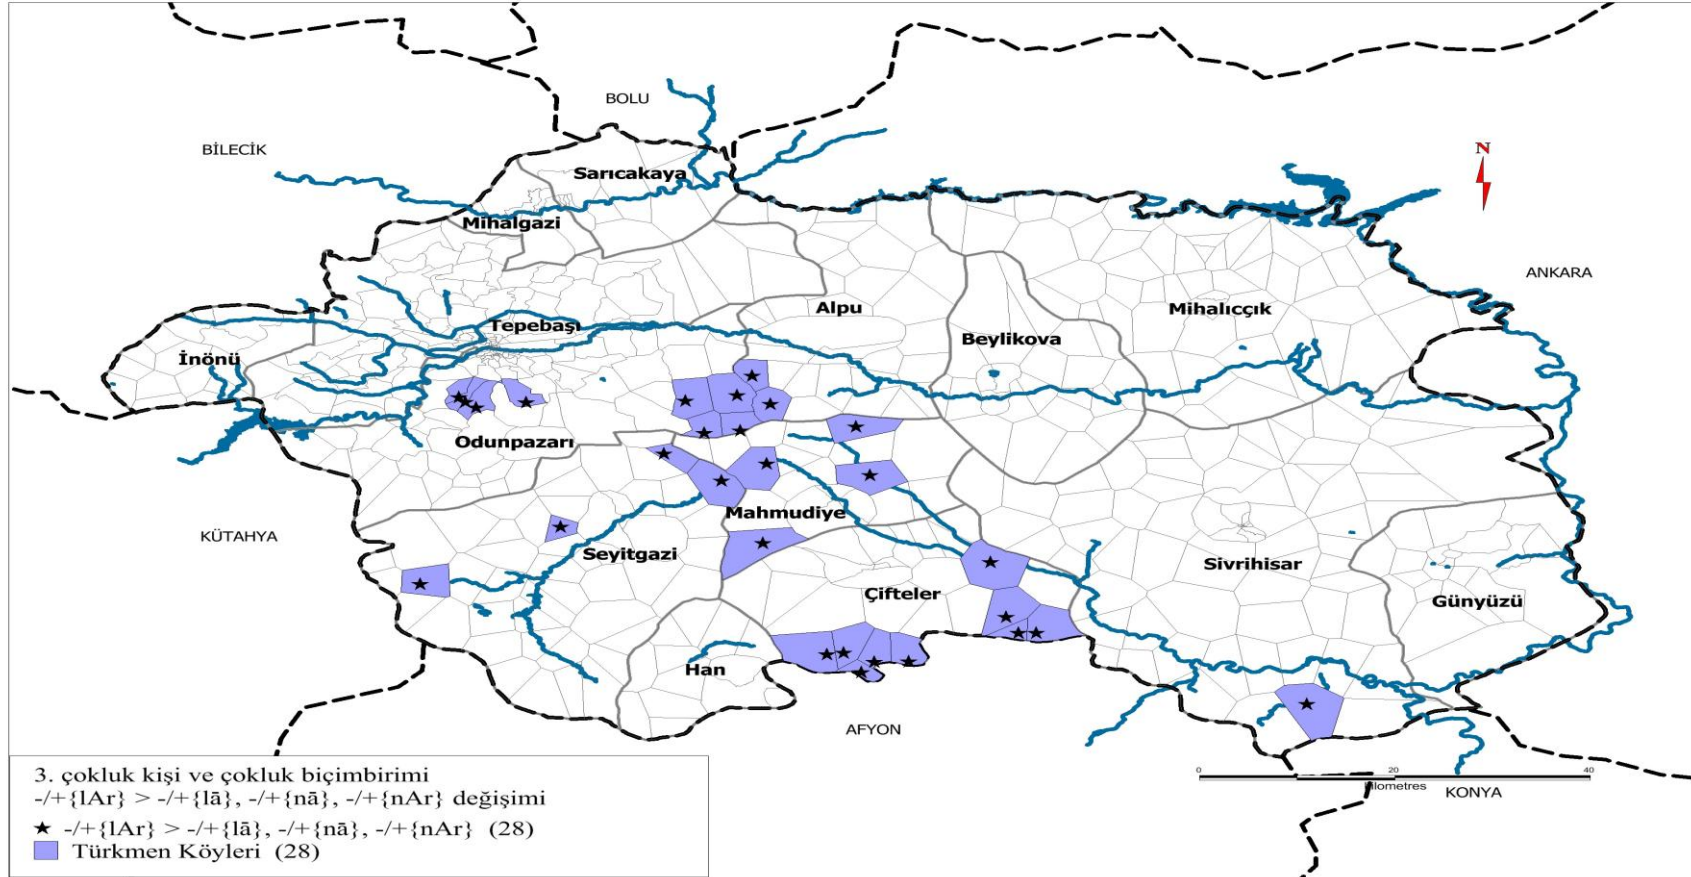 BOLU
BİLECİK
N
Sarıcakaya
Mihalgazi
ANKARA
Alpu
Mihalıççık
Tepebaşı
Beylikova
İnönü
Odunpazarı
Mahmudiye
KÜTAHYA
Seyitgazi
Sivrihisar
Çifteler
Günyüzü
Han
AFYON
0 20 40
Kilometres
KONYA
3. çokluk kişi ve çokluk biçimbirimi
-/+{lAr} > -/+{lā}, -/+{nā}, -/+{nAr} değişimi
★ -/+{lAr} > -/+{lā}, -/+{nā}, -/+{nAr} (28)
Türkmen Köyleri (28)